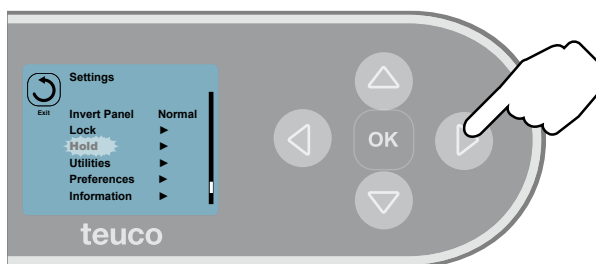 Settings
Exit
Invert Panel Normal
Lock ►
Hold ►
Utilities ►
Preferences ►
Information ►
OK
teuco